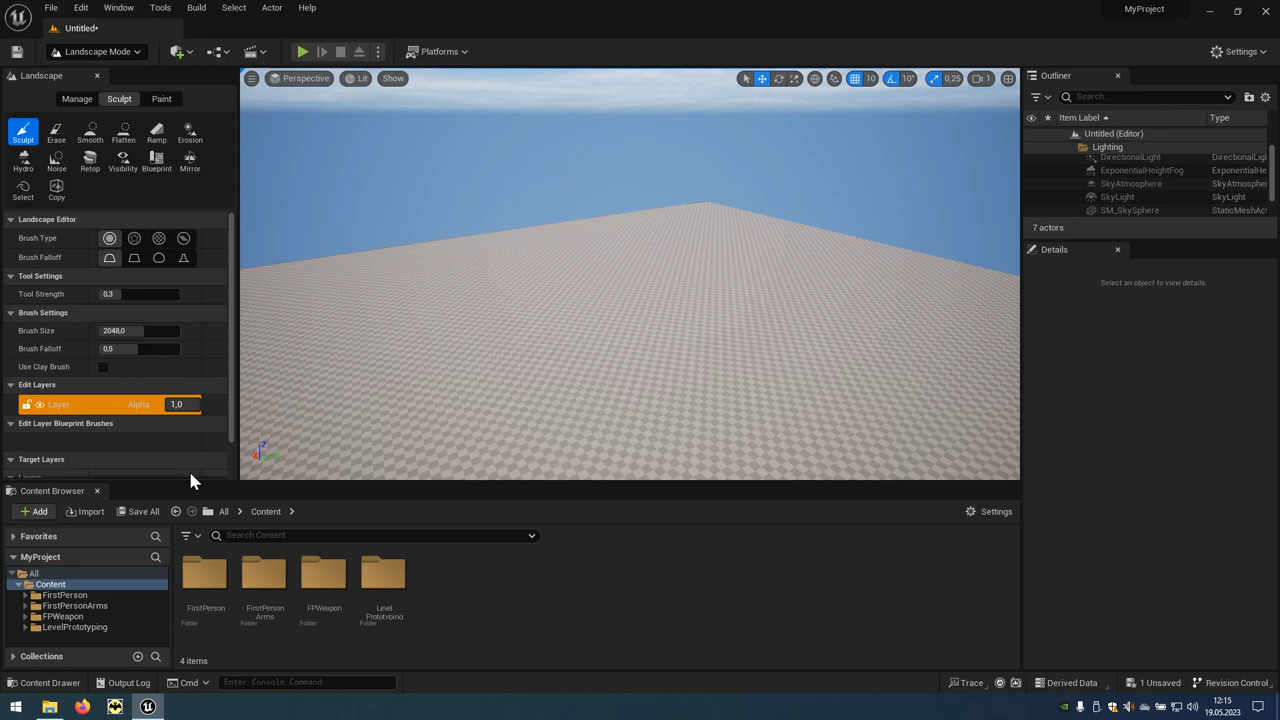 File Edit Window Tools Build Select Actor Help
MyProject
Untitled*
Landscape Mode
Platforms
Settings
Landscape
Manage Sculpt Paint
Sculpt Erase Smooth Flatten Ramp Erosion
Hydro Noise Retop Visibility Blueprint Mirror
Select Copy
Landscape Editor
Brush Type
Brush Falloff
Tool Settings
Tool Strength 0,3
Brush Settings
Brush Size 2048,0
Brush Falloff 0,5
Use Clay Brush
Edit Layers
Layer Alpha 1,0
Edit Layer Blueprint Brushes
Target Layers
Layers
Perspective Lit Show
10 10° 0,25 1
Z
X
Outliner
Search...
Item Label Type
Untitled (Editor)
Lighting
DirectionalLight DirectionalLigh
ExponentialHeightFog ExponentialHe
SkyAtmosphere SkyAtmosphere
SkyLight SkyLight
SM_SkySphere StaticMeshAct
7 actors
Details
Select an object to view details.
Content Browser
Add Import Save All All Content Settings
Favorites
Search Content
MyProject
All
Content
FirstPerson
FirstPersonArms
FPWeapon
LevelPrototyping
Collections
FirstPerson
Folder
FirstPerson
Arms
Folder
FPWeapon
Folder
Level
Prototyping
Folder
4 items
Content Drawer Output Log Cmd Enter Console Command Trace Derived Data 1 Unsaved Revision Control
12:15
19.05.2023